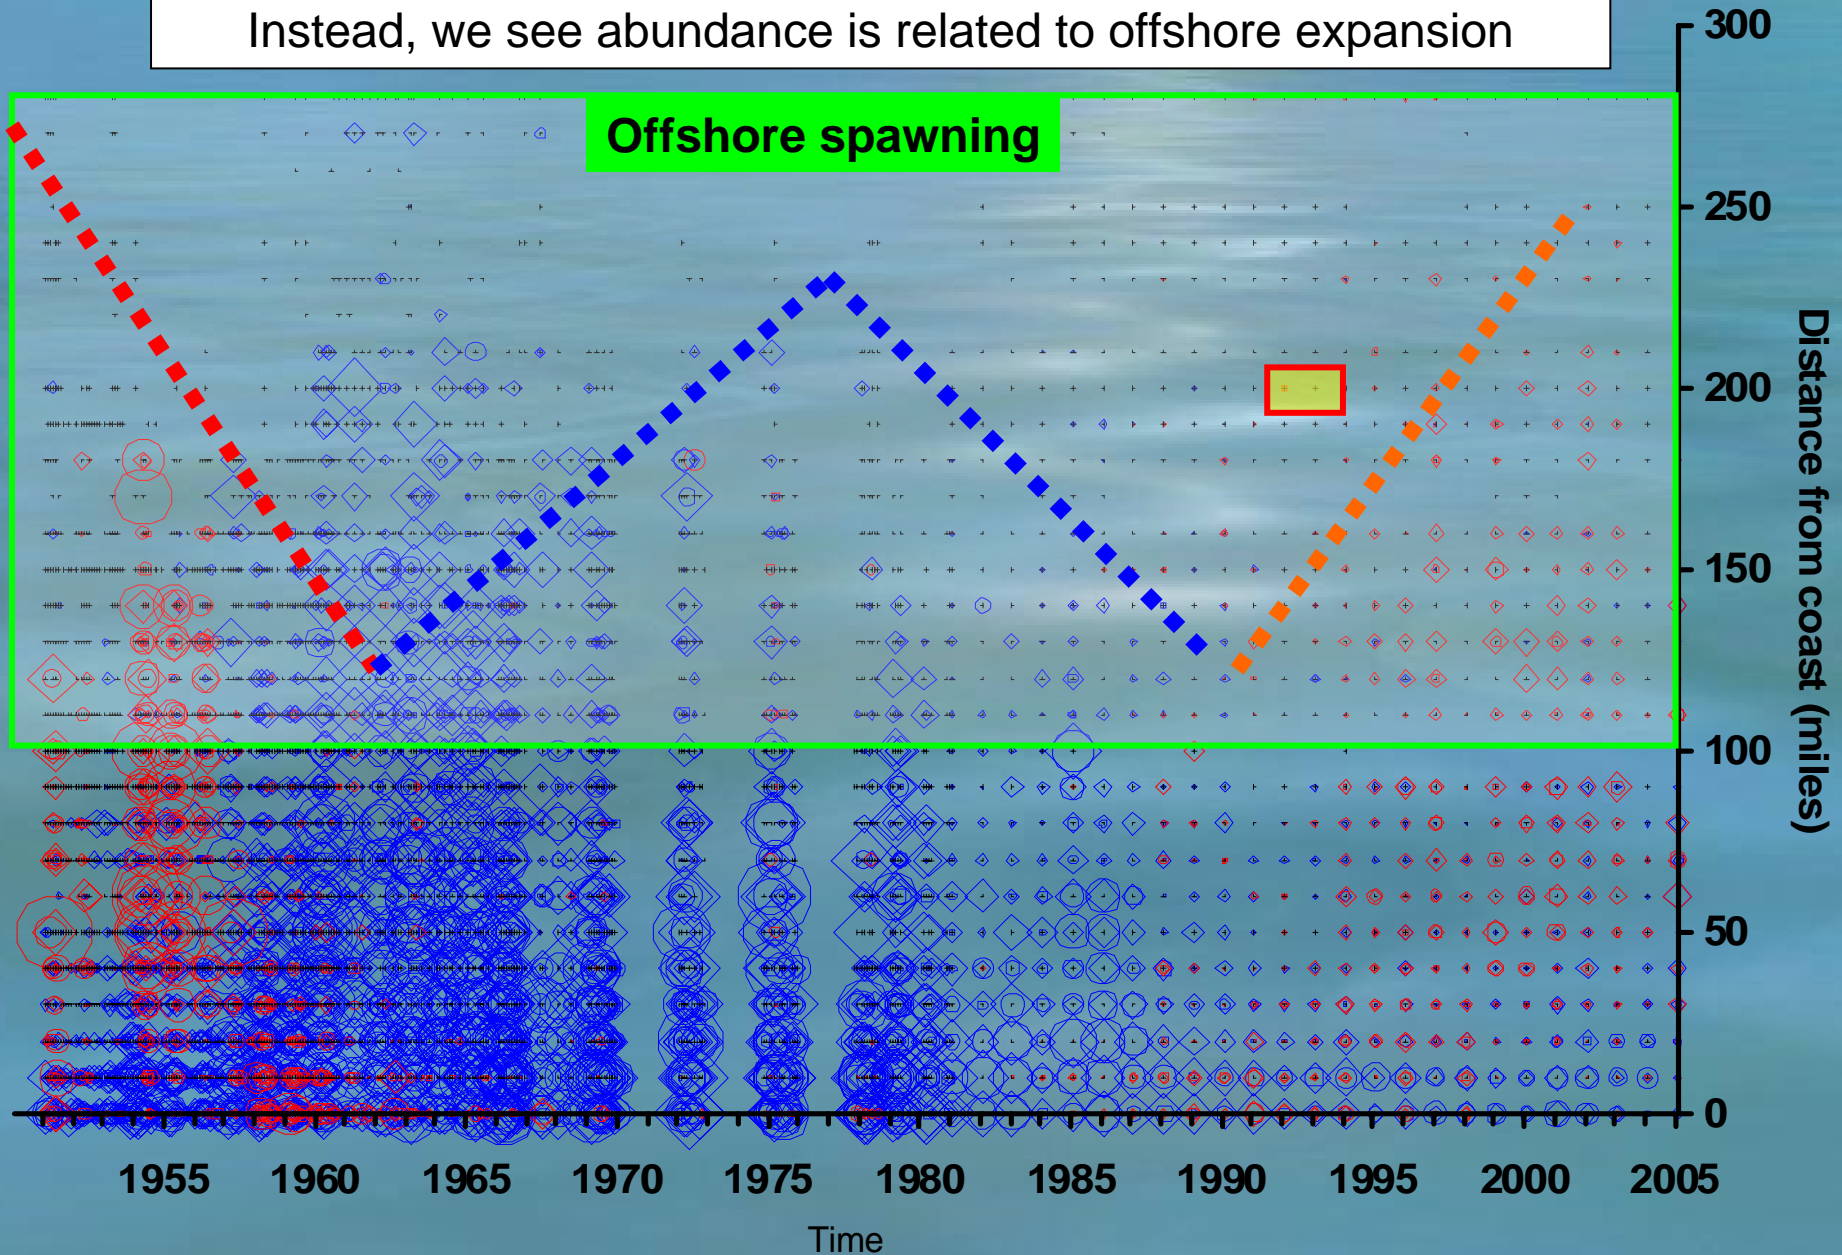 Instead, we see abundance is related to offshore expansion
Offshore spawning
300
250
200
150
100
50
0
Distance from coast (miles)
1955 1960 1965 1970 1975 1980 1985 1990 1995 2000 2005
Time